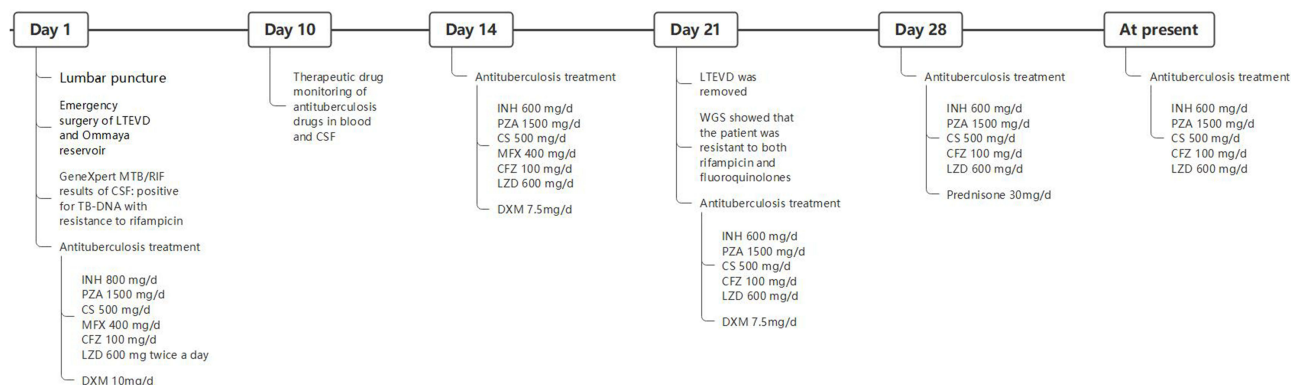 Day 1
Lumbar puncture
Emergency
surgery of LTEVD
and Ommaya
reservoir
GeneXpert MTB/RIF
results of CSF: positive
for TB-DNA with
resistance to rifampicin
Antituberculosis treatment
INH 800 mg/d
PZA 1500 mg/d
CS 500 mg/d
MFX 400 mg/d
CFZ 100 mg/d
LZD 600 mg twice a day
DXM 10mg/d
Day 10
Therapeutic drug
monitoring of
antituberculosis
drugs in blood
and CSF
Day 14
Antituberculosis treatment
INH 600 mg/d
PZA 1500 mg/d
CS 500 mg/d
MFX 400 mg/d
CFZ 100 mg/d
LZD 600 mg/d
DXM 7.5mg/d
Day 21
LTEVD was
removed
WGS showed that
the patient was
resistant to both
rifampicin and
fluoroquinolones
Antituberculosis treatment
INH 600 mg/d
PZA 1500 mg/d
CS 500 mg/d
CFZ 100 mg/d
LZD 600 mg/d
DXM 7.5mg/d
Day 28
Antituberculosis treatment
INH 600 mg/d
PZA 1500 mg/d
CS 500 mg/d
CFZ 100 mg/d
LZD 600 mg/d
Prednisone 30mg/d
At present
Antituberculosis treatment
INH 600 mg/d
PZA 1500 mg/d
CS 500 mg/d
CFZ 100 mg/d
LZD 600 mg/d